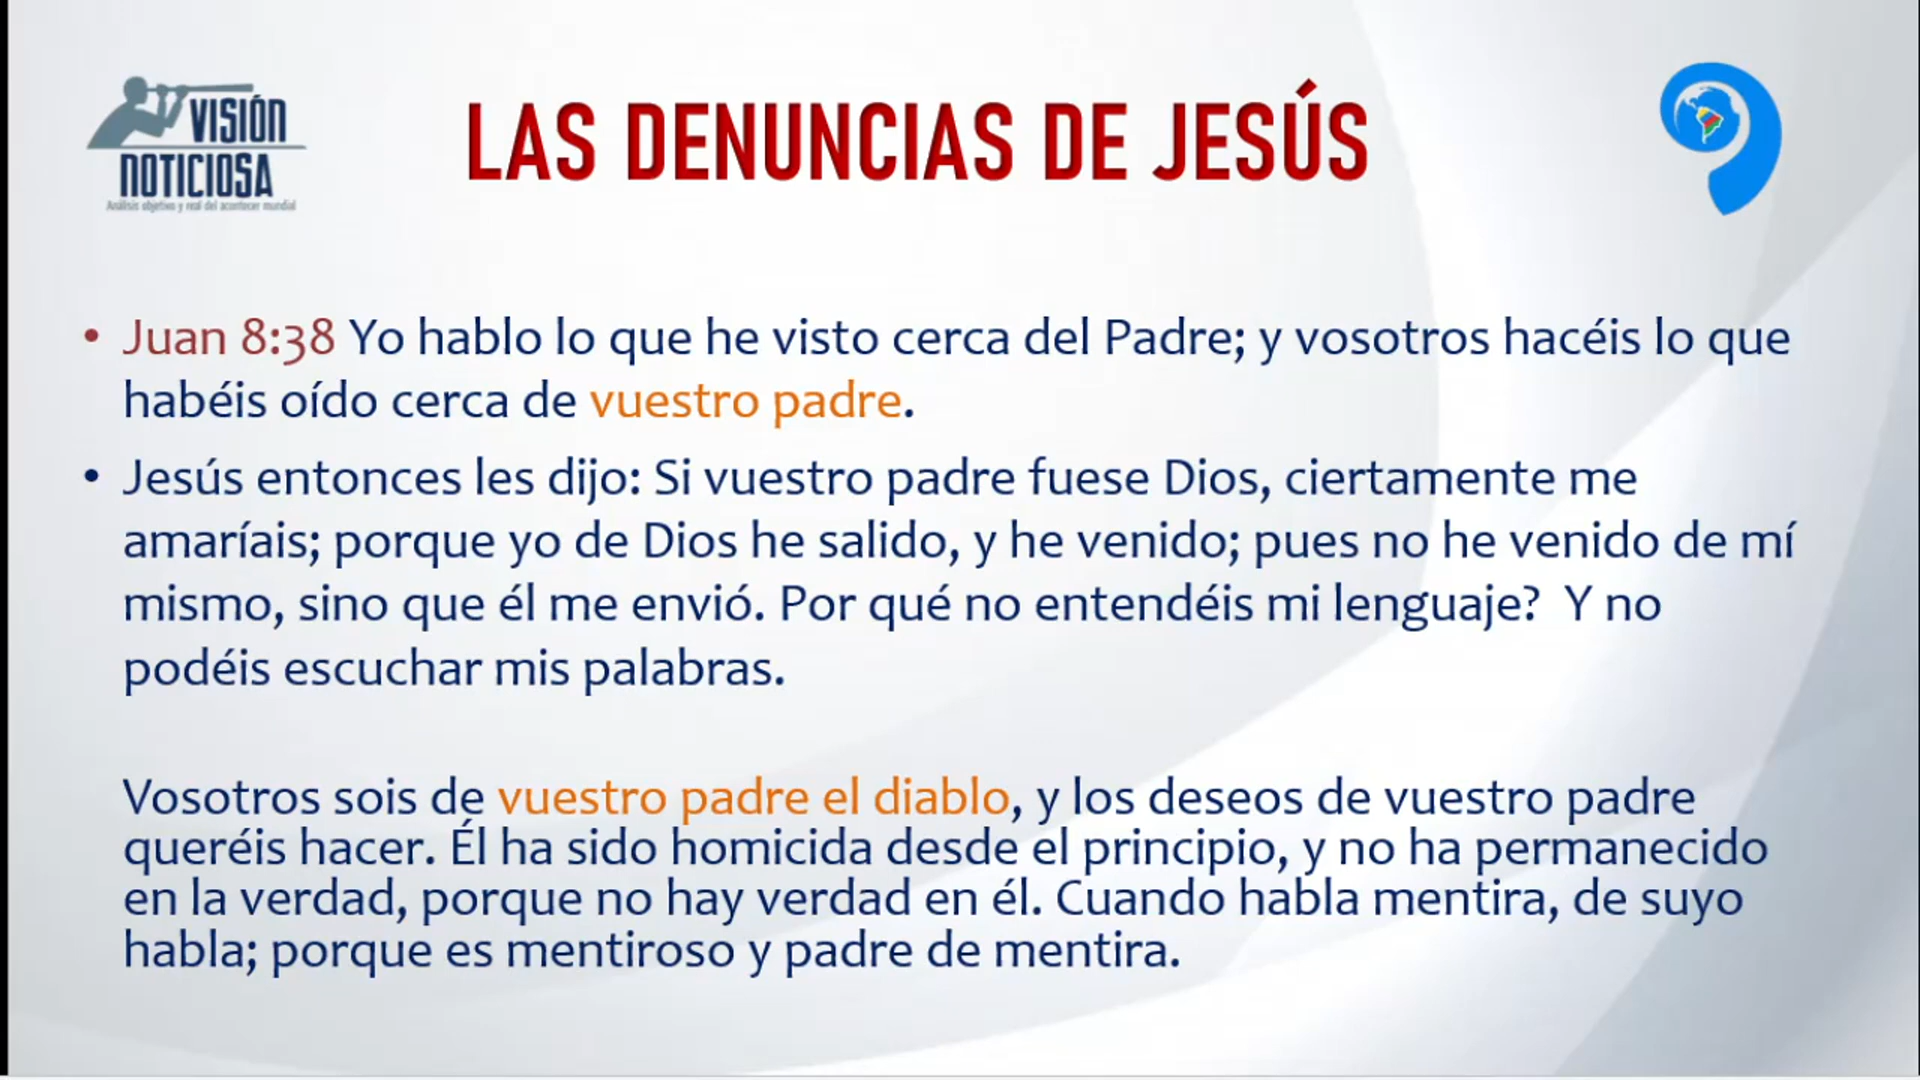 VISIÓN
NOTICIOSA
Análisis objetivo y real del acontecer mundial
LAS DENUNCIAS DE JESÚS
• Juan 8:38 Yo hablo lo que he visto cerca del Padre; y vosotros hacéis lo que
habéis oído cerca de vuestro padre.
• Jesús entonces les dijo: Si vuestro padre fuese Dios, ciertamente me
amaríais; porque yo de Dios he salido, y he venido; pues no he venido de mí
mismo, sino que él me envió. Por qué no entendéis mi lenguaje? Y no
podéis escuchar mis palabras.
Vosotros sois de vuestro padre el diablo, y los deseos de vuestro padre
queréis hacer. Él ha sido homicida desde el principio, y no ha permanecido
en la verdad, porque no hay verdad en él. Cuando habla mentira, de suyo
habla; porque es mentiroso y padre de mentira.